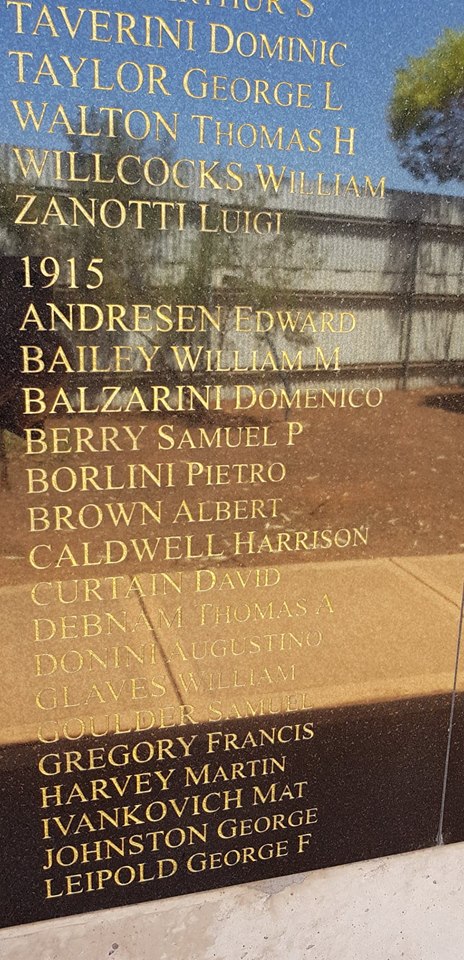 TAVERINI DOMINIC
TAYLOR GEORGE L
WALTON THOMAS H
WILLCOCKS WILLIAM
ZANOTTI LUIGI
1915
ANDRESEN EDWARD
BAILEY WILLIAM M
BALZARINI DOMENICO
BERRY SAMUEL P
BORLINI PIETRO
BROWN ALBERT
CALDWELL HARRISON
CURTAIN DAVID
DEBNAM THOMAS A
DONINI AUGUSTINO
GLAVES WILLIAM
GOULDER SAMUEL
GREGORY FRANCIS
HARVEY MARTIN
IVANKOVICH MAT
JOHNSTON GEORGE
LEIPOLD GEORGE F